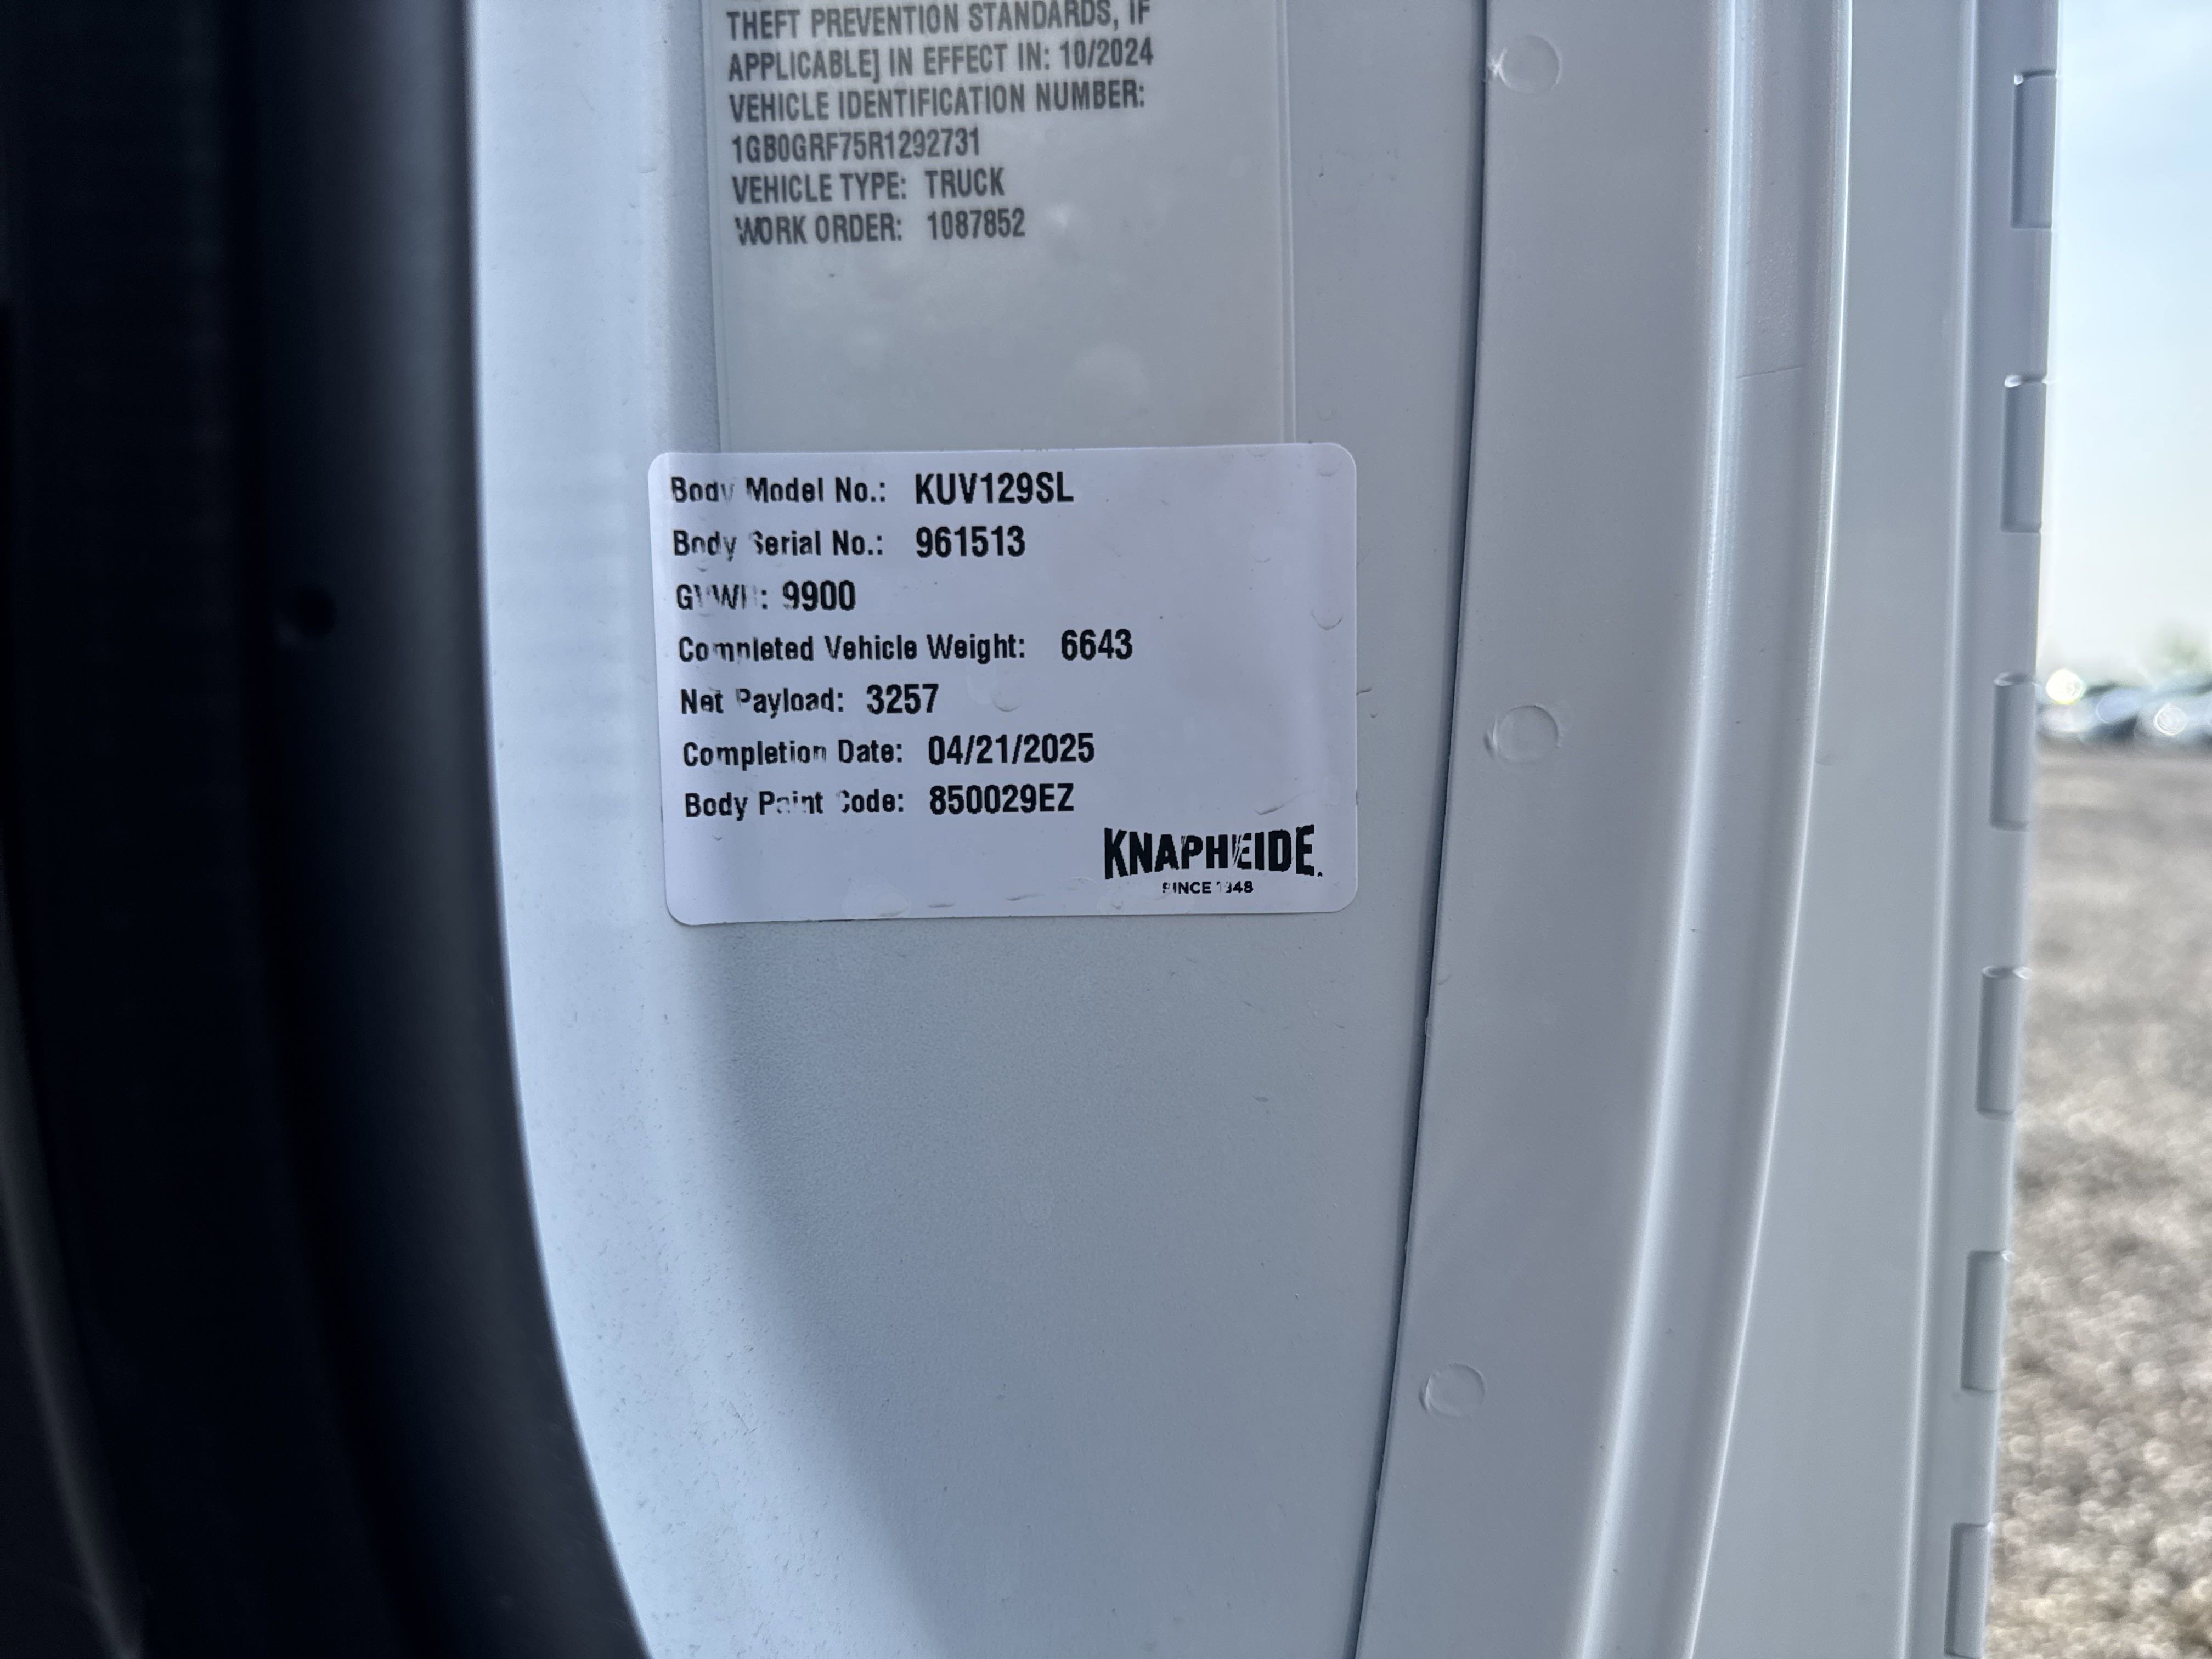 THEFT PREVENTION STANDARDS, IF
APPLICABLE] IN EFFECT IN: 10/2024
VEHICLE IDENTIFICATION NUMBER:
1GB0GRF75R1292731
VEHICLE TYPE: TRUCK
WORK ORDER: 1087852
Body Model No.: KUV129SL
Body Serial No.: 961513
GVWR: 9900
Completed Vehicle Weight: 6643
Net Payload: 3257
Completion Date: 04/21/2025
Body Paint Code: 850029EZ
KNAPHEIDE
SINCE 1848